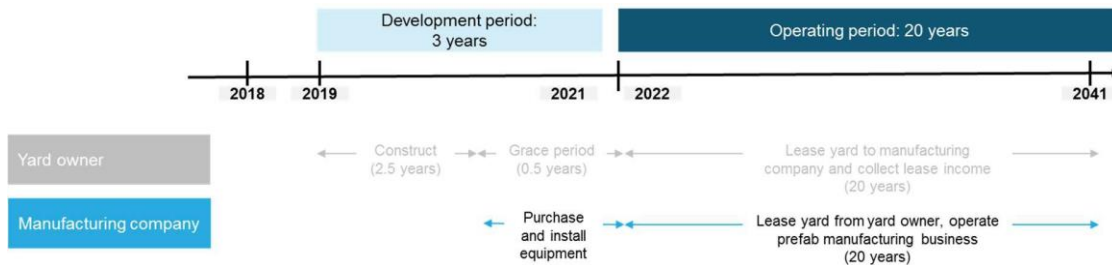 Development period:
3 years
Operating period: 20 years
2018
2019
2021
2022
2041
Yard owner
Construct
(2.5 years)
Grace period
(0.5 years)
Lease yard to manufacturing
company and collect lease income
(20 years)
Manufacturing company
Purchase
and install
equipment
Lease yard from yard owner, operate
prefab manufacturing business
(20 years)